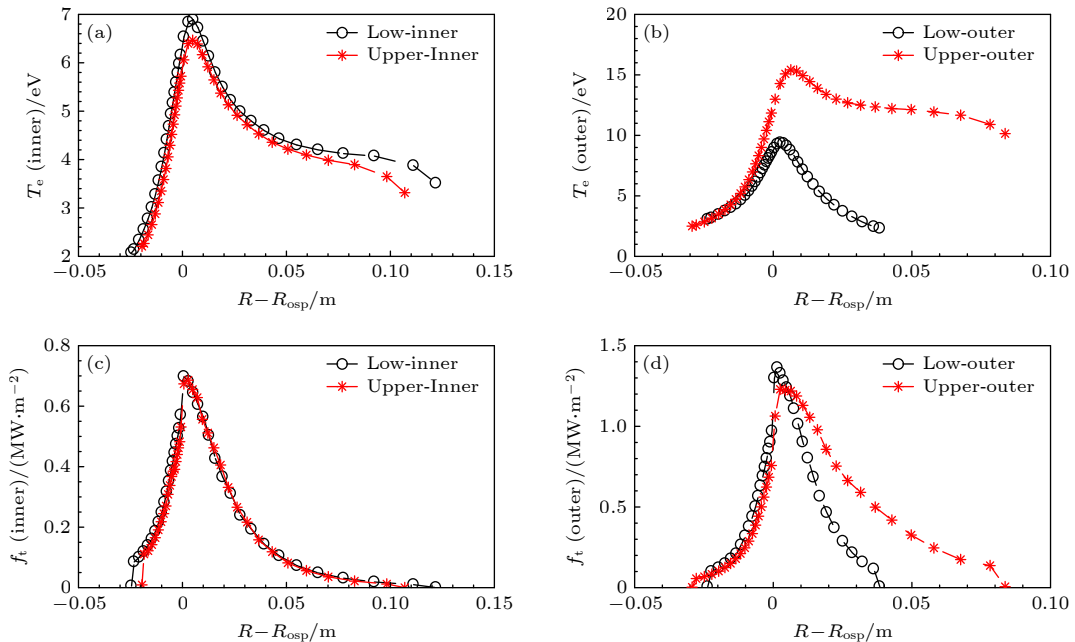 (a)
Low-inner
Upper-Inner
7
6
5
4
3
2
Te (inner)/eV
−0.05 0 0.05 0.10 0.15
R−Rosp/m
(b)
Low-outer
Upper-outer
20
15
10
5
0
Te (outer)/eV
−0.05 0 0.05 0.10
R−Rosp/m
(c)
Low-inner
Upper-Inner
0.8
0.6
0.4
0.2
0
ft (inner)/(MW·m−2)
−0.05 0 0.05 0.10 0.15
R−Rosp/m
(d)
Low-outer
Upper-outer
1.5
1.0
0.5
0
ft (outer)/(MW·m−2)
−0.05 0 0.05 0.10
R−Rosp/m